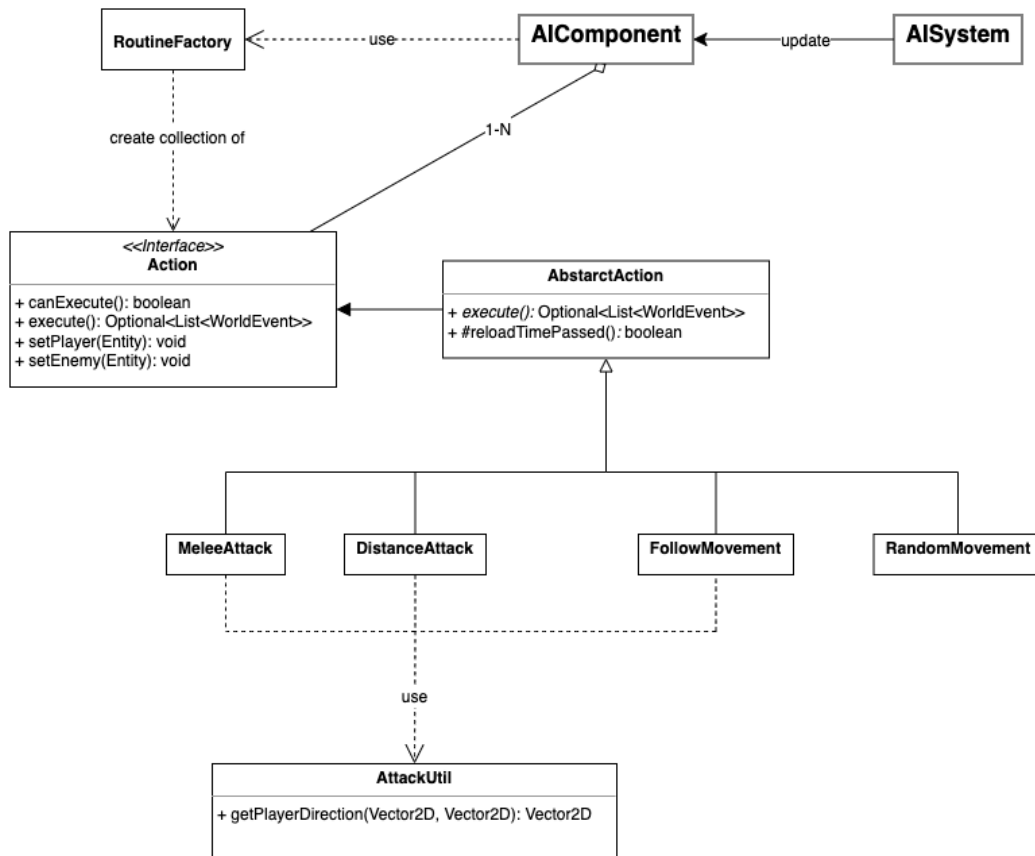 RoutineFactory
use
AIComponent
update
AISystem
create collection of
1-N
<<Interface>>
Action
+ canExecute(): boolean
+ execute(): Optional<List<WorldEvent>>
+ setPlayer(Entity): void
+ setEnemy(Entity): void
AbstarctAction
+ execute(): Optional<List<WorldEvent>>
+ #reloadTimePassed(): boolean
MeleeAttack
DistanceAttack
FollowMovement
RandomMovement
use
AttackUtil
+ getPlayerDirection(Vector2D, Vector2D): Vector2D